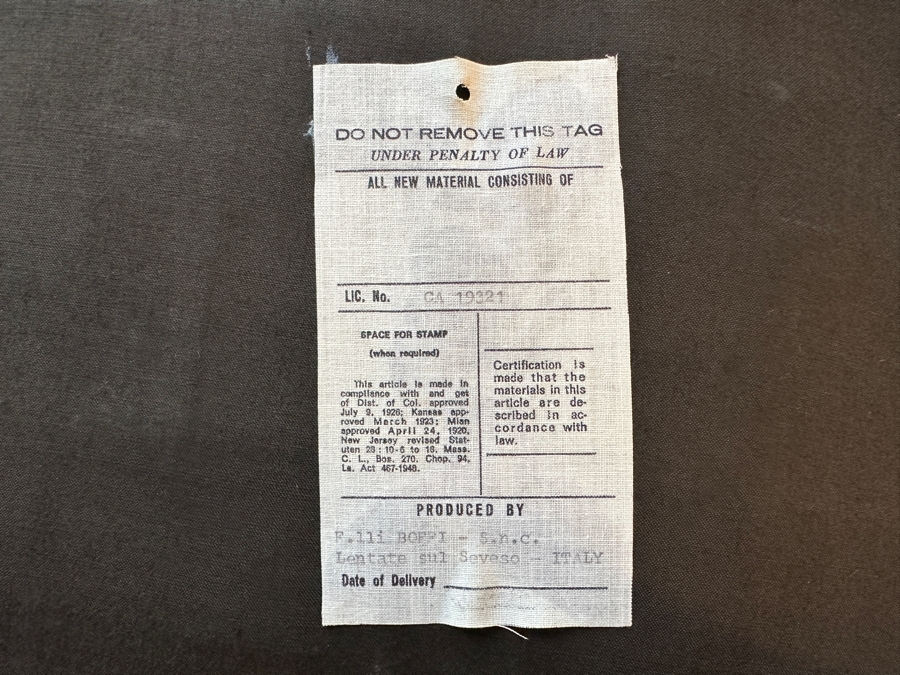 DO NOT REMOVE THIS TAG
UNDER PENALTY OF LAW
ALL NEW MATERIAL CONSISTING OF
LIC. No. CA 19321
SPACE FOR STAMP
(when required)
This article is made in
compliance with and get
of Dist. of Col. approved
July 9, 1926; Kansas app-
roved March 1923; Mian
approved April 24, 1920,
New Jersey revised Stat-
uten 28 : 10-6 to 18. Mass.
C. L., Bos. 270. Chop. 94,
La. Act 467-1948.
Certification is
made that the
materials in this
article are de-
scribed in ac-
cordance with
law.
PRODUCED BY
F.lli - S.n.c.
Lentate sul Seveso - ITALY
Date of Delivery